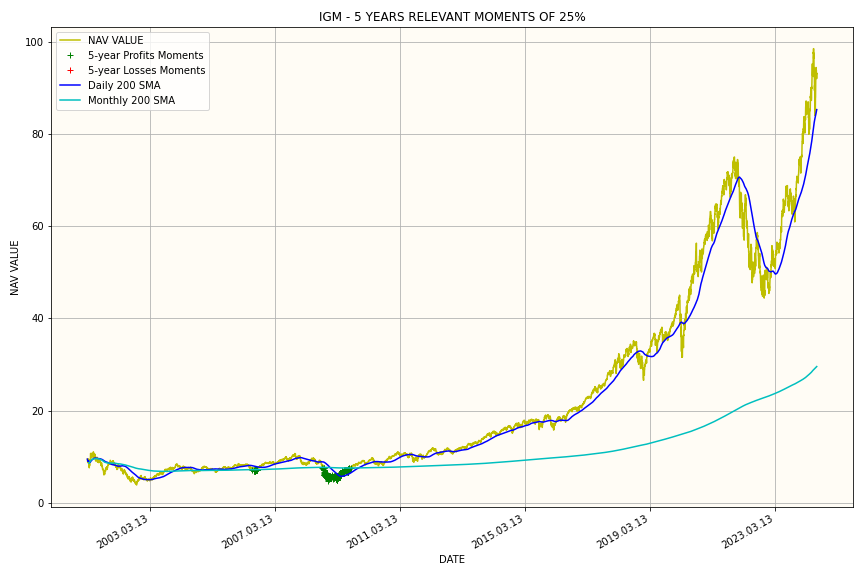 IGM - 5 YEARS RELEVANT MOMENTS OF 25%
NAV VALUE
5-year Profits Moments
5-year Losses Moments
Daily 200 SMA
Monthly 200 SMA
100
80
60
40
20
0
NAV VALUE
2003.03.13
2007.03.13
2011.03.13
2015.03.13
2019.03.13
2023.03.13
DATE